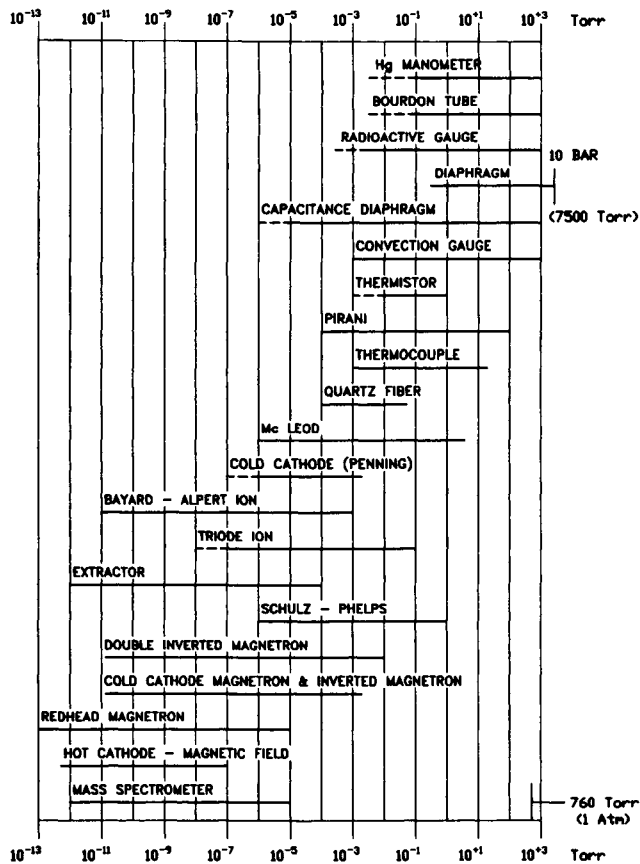 10⁻¹³ 10⁻¹¹ 10⁻⁹ 10⁻⁷ 10⁻⁵ 10⁻³ 10⁻¹ 10⁺¹ 10⁺³ Torr
Hg MANOMETER
BOURDON TUBE
RADIOACTIVE GAUGE
10 BAR
DIAPHRAGM
CAPACITANCE DIAPHRAGM
(7500 Torr)
CONVECTION GAUGE
THERMISTOR
PIRANI
THERMOCOUPLE
QUARTZ FIBER
Mc LEOD
COLD CATHODE (PENNING)
BAYARD – ALPERT ION
TRIODE ION
EXTRACTOR
SCHULZ – PHELPS
DOUBLE INVERTED MAGNETRON
COLD CATHODE MAGNETRON & INVERTED MAGNETRON
REDHEAD MAGNETRON
HOT CATHODE – MAGNETIC FIELD
MASS SPECTROMETER
760 Torr
(1 Atm)
10⁻¹³ 10⁻¹¹ 10⁻⁹ 10⁻⁷ 10⁻⁵ 10⁻³ 10⁻¹ 10⁺¹ 10⁺³ Torr